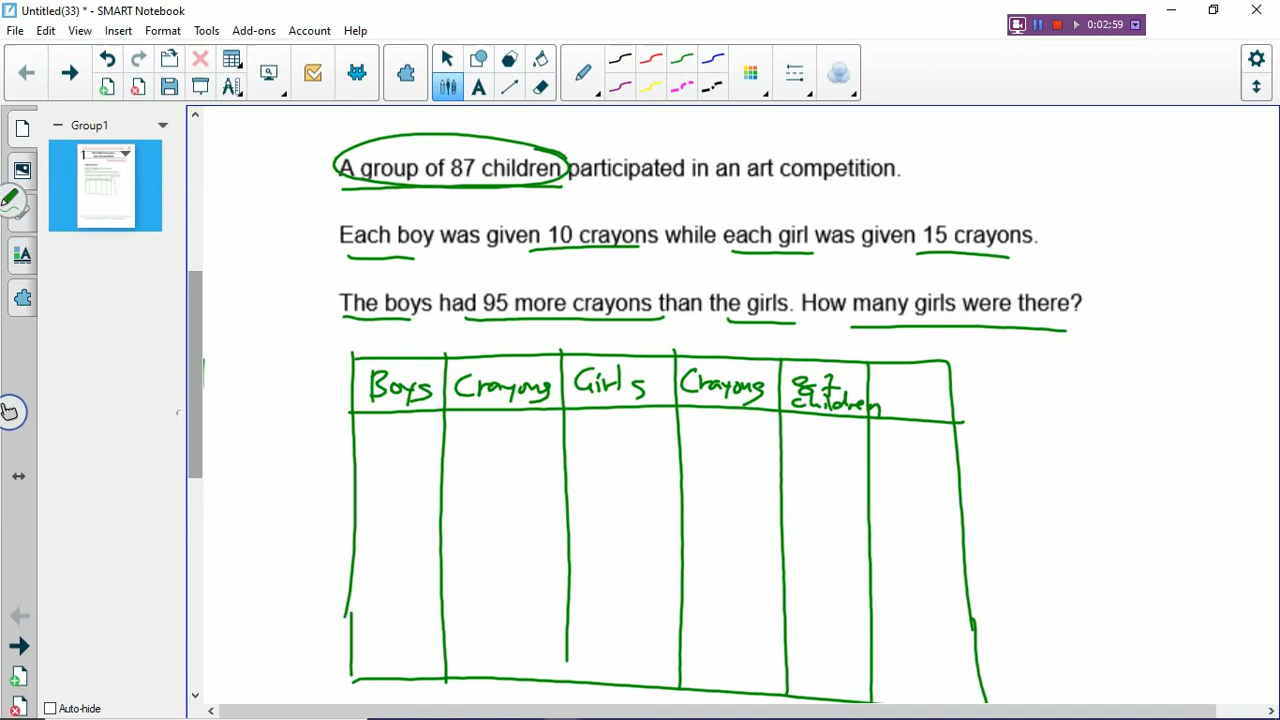 Untitled(33) * - SMART Notebook
0:02:59
File Edit View Insert Format Tools Add-ons Account Help
Group1
1
A group of 87 children participated in an art competition.
Each boy was given 10 crayons while each girl was given 15 crayons.
The boys had 95 more crayons than the girls. How many girls were there?
Boys Crayons Girls Crayons 87
children
Auto-hide